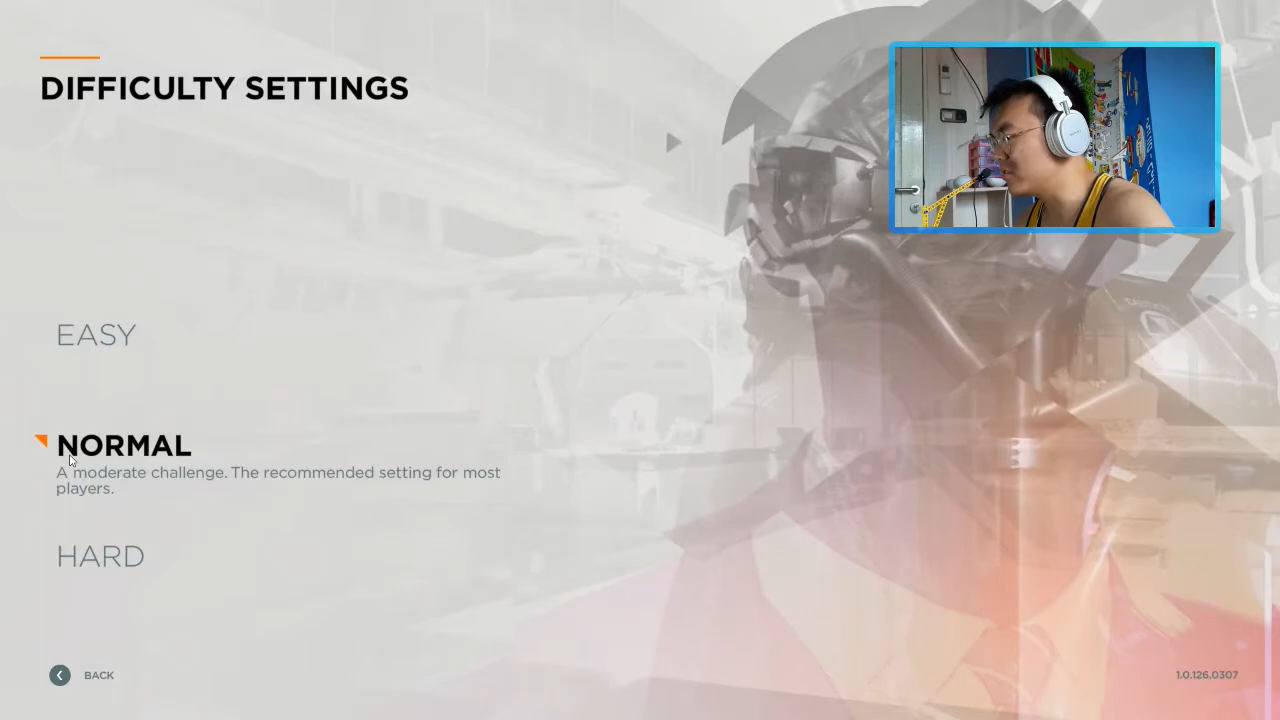 DIFFICULTY SETTINGS
EASY
NORMAL
A moderate challenge. The recommended setting for most
players.
HARD
BACK
1.0.126.0307